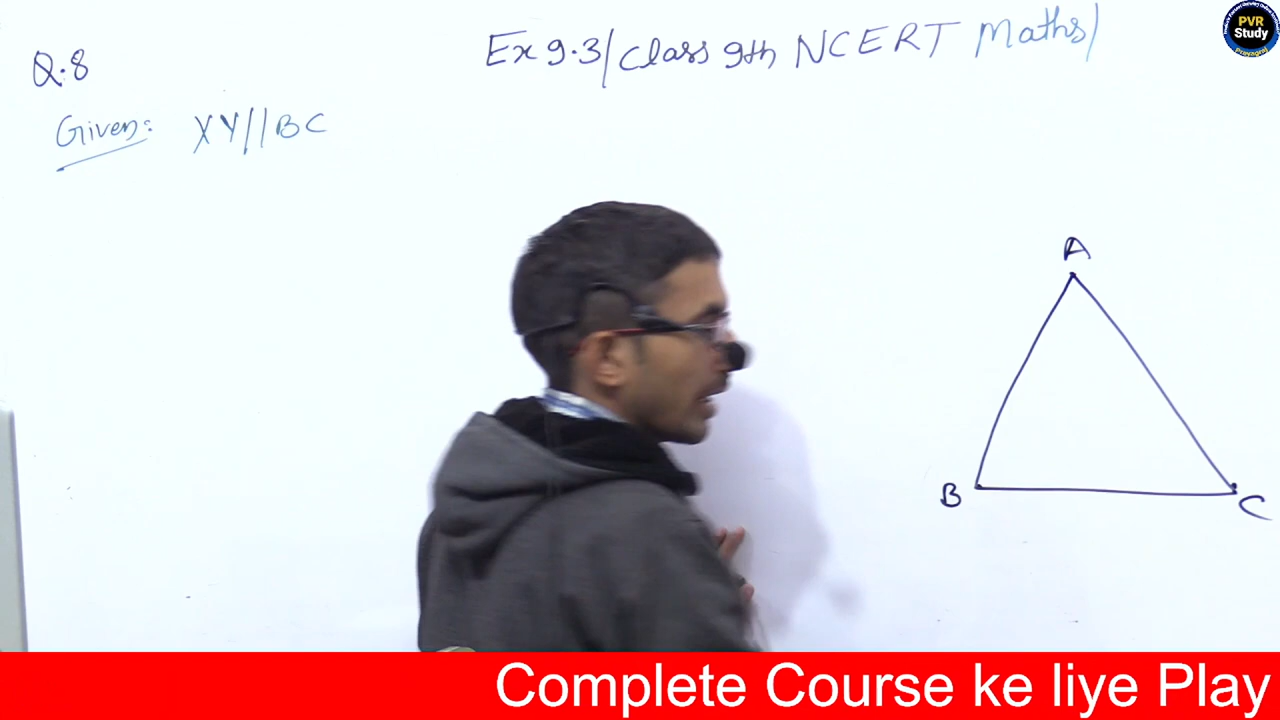 Ex 9.3/ Class 9th NCERT Maths/
PVR
Study
Q.8
Given: XY//BC
A
B
C
Complete Course ke liye Play